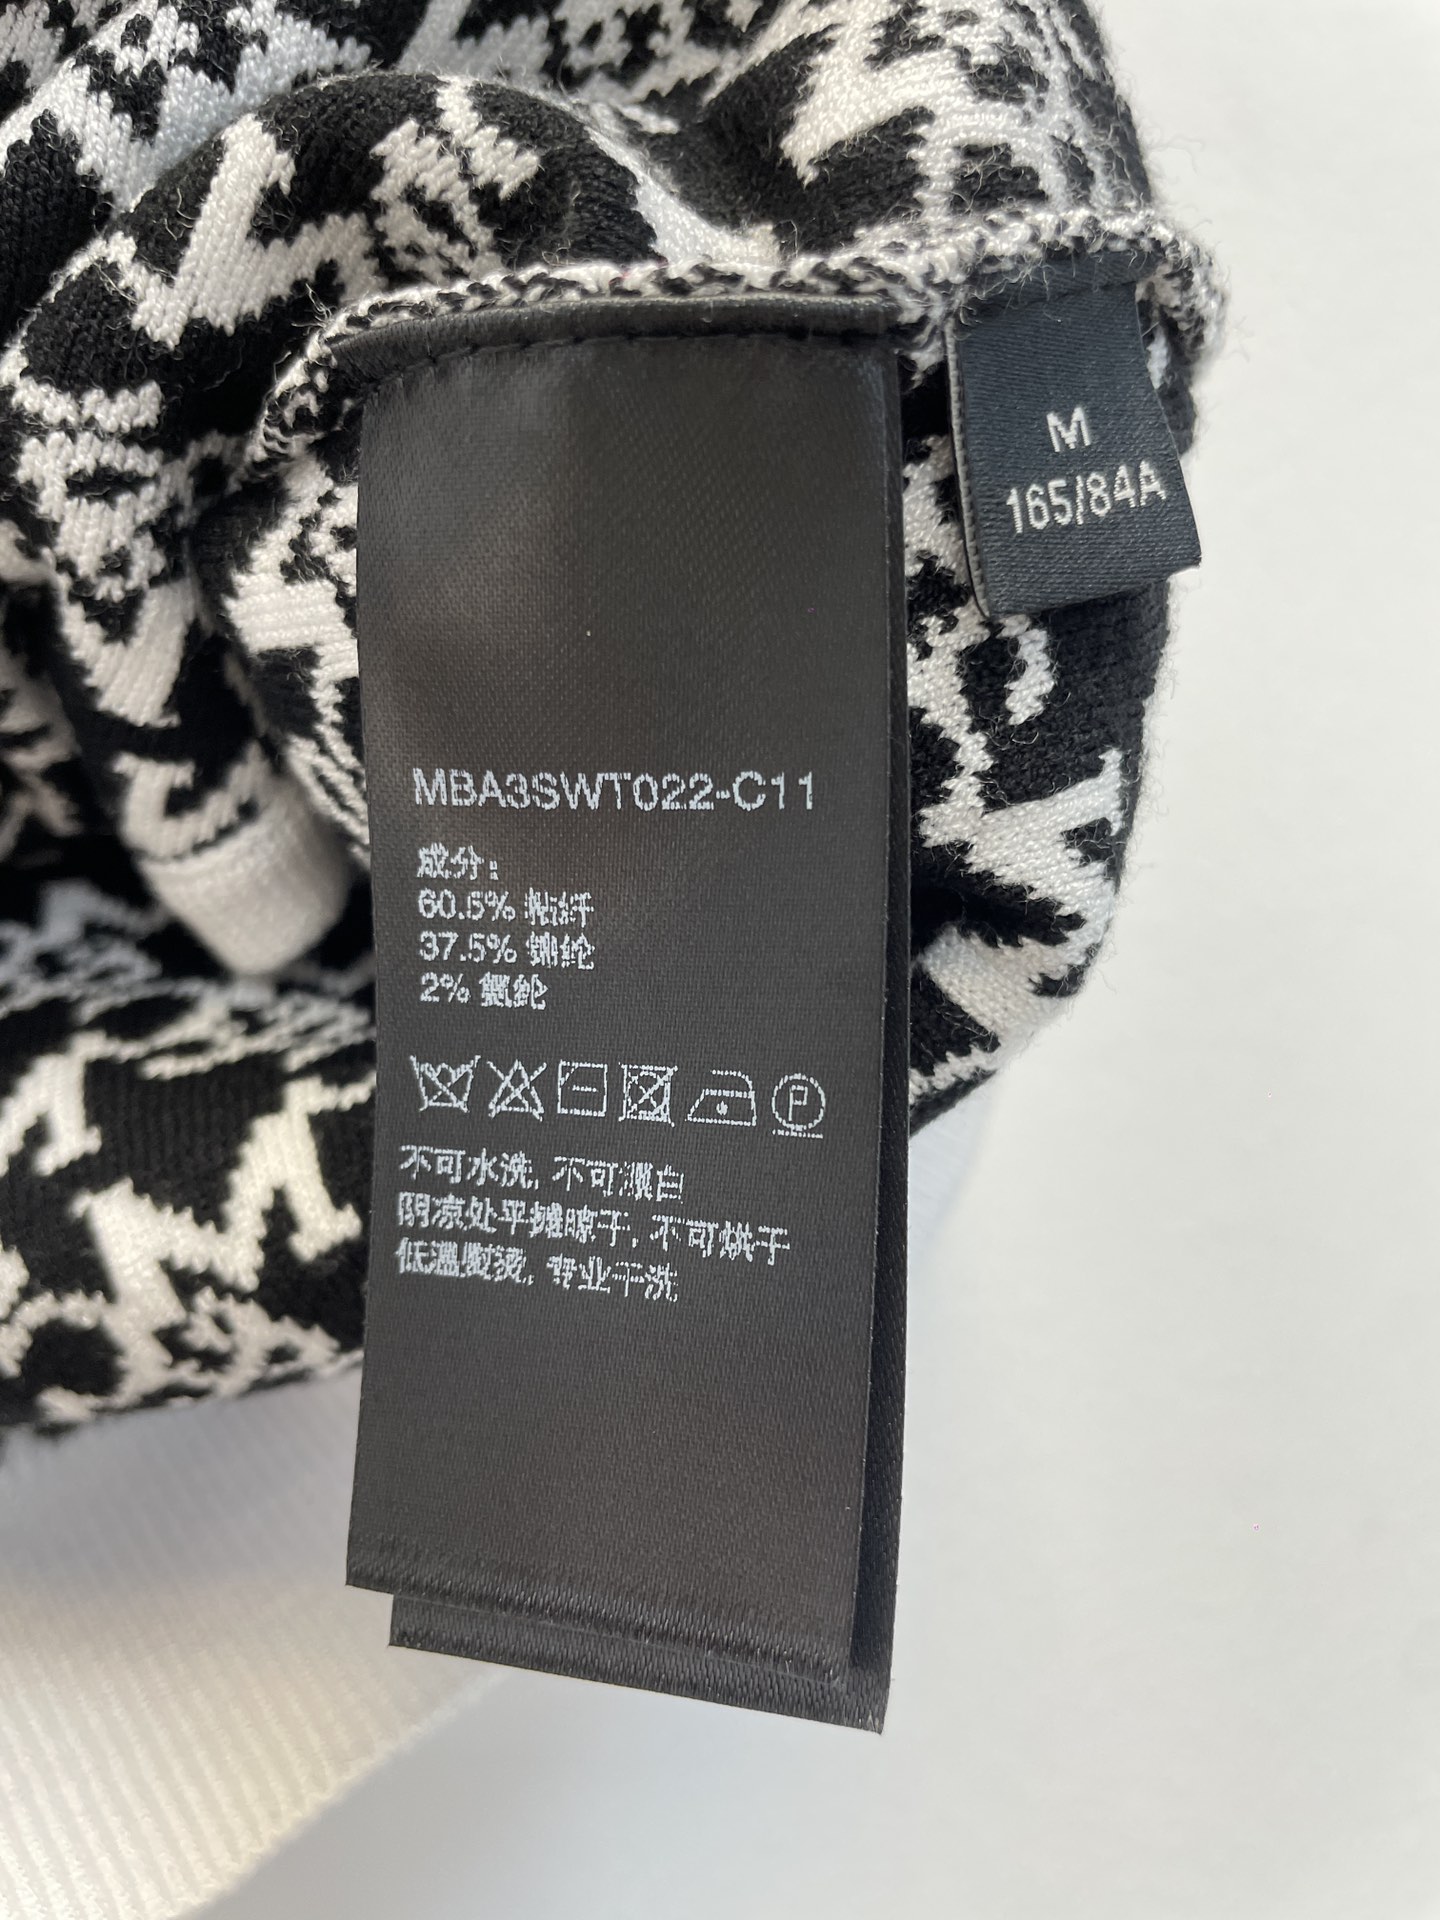 M
165/84A
MBA3SWT022-C11
成分：
60.5% 粘纤
37.5% 锦纶
2% 氨纶
P
不可水洗, 不可漂白
阴凉处平摊晾干, 不可烘干
低温熨烫, 专业干洗